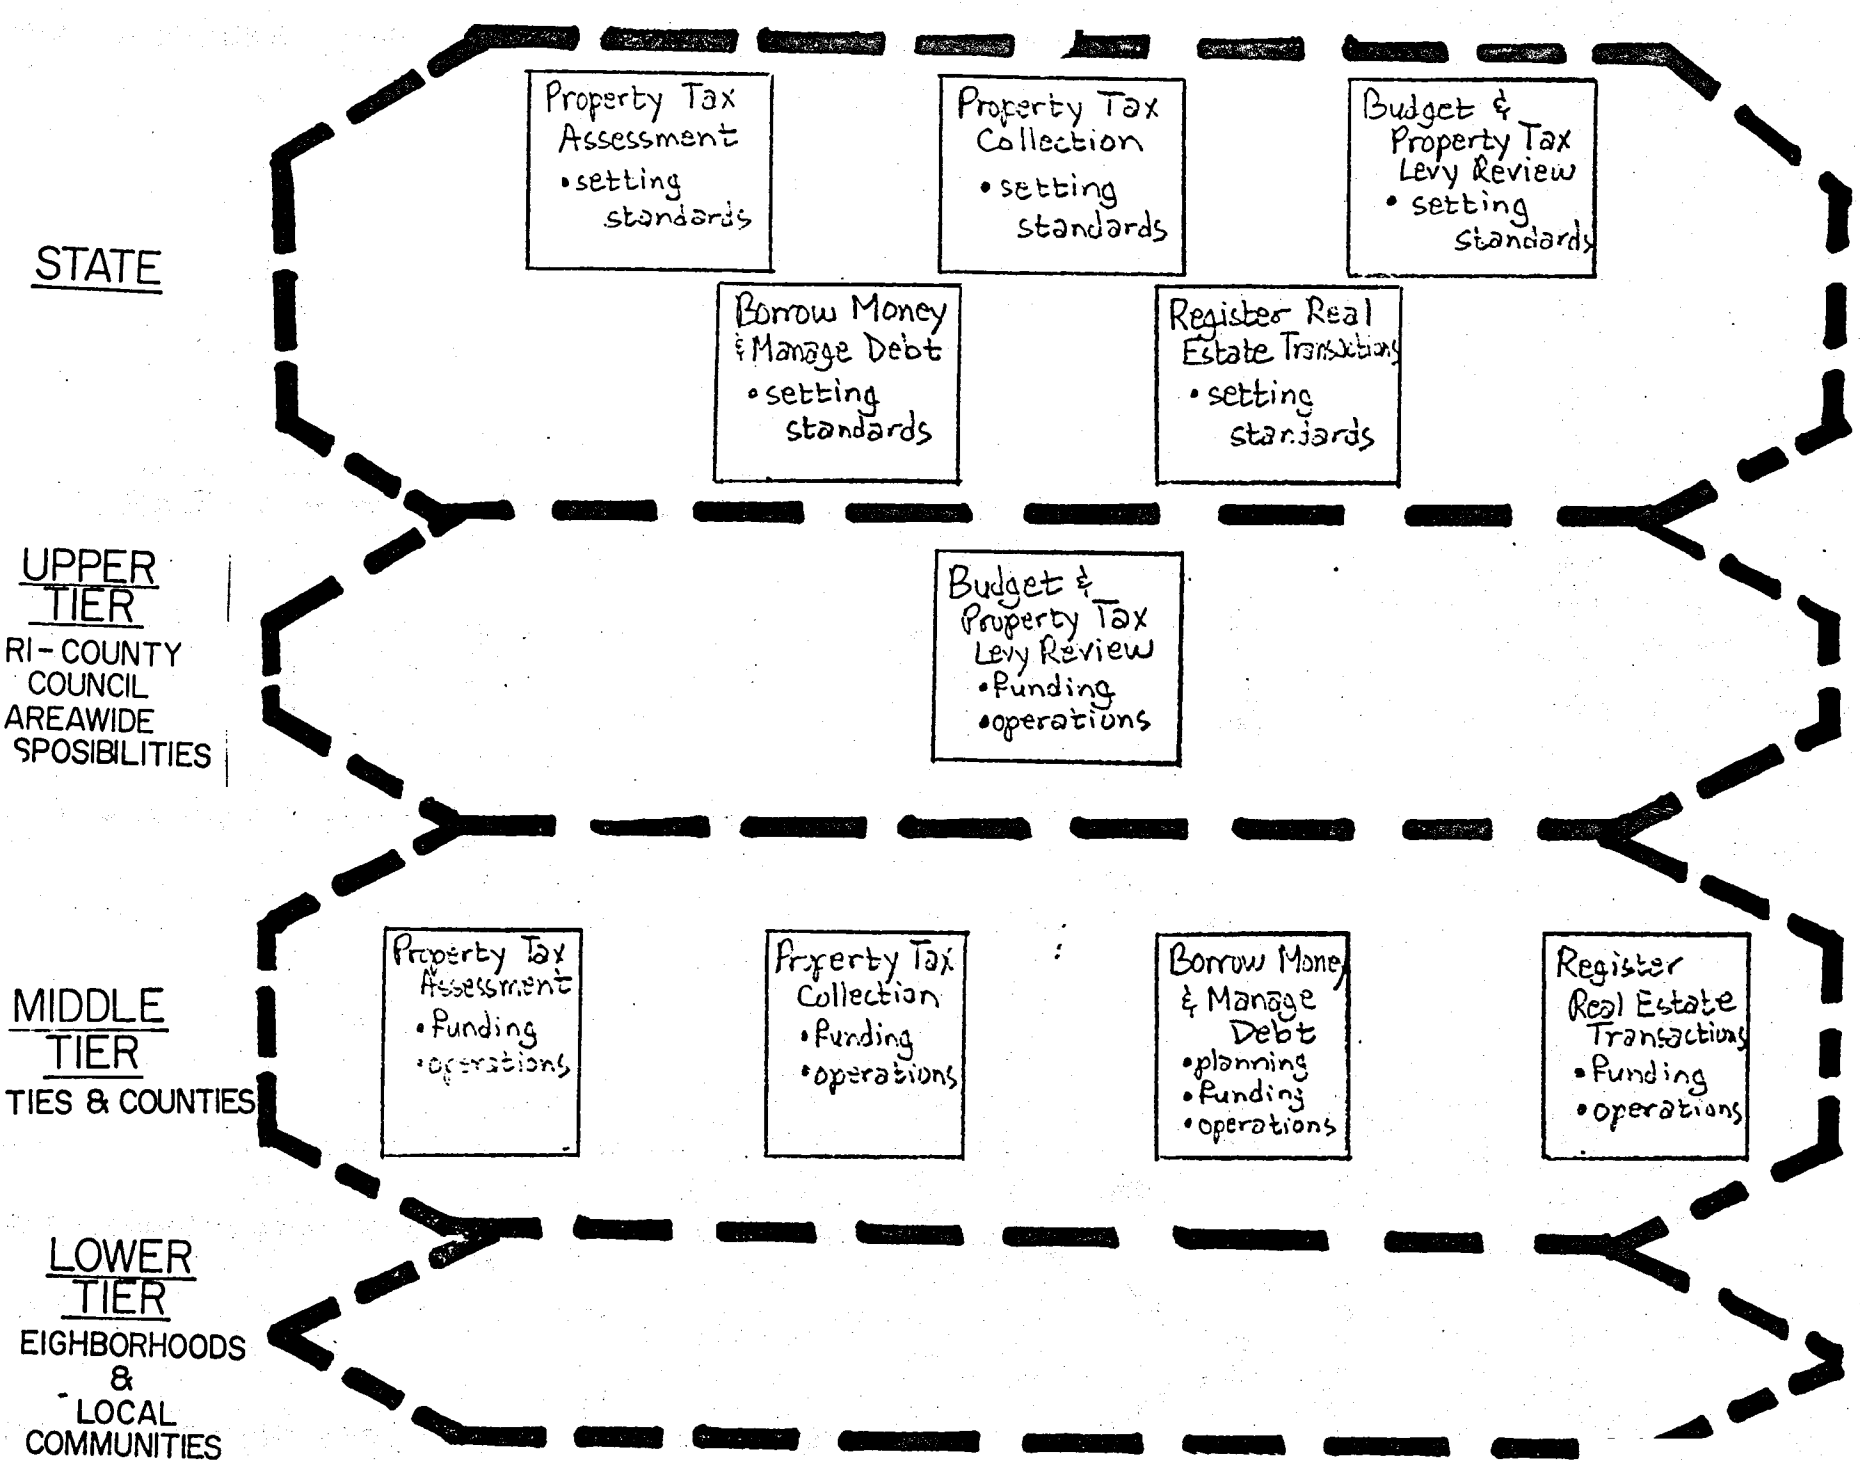 Property Tax
Assessment
• setting
standards
Property Tax
Collection
• setting
standards
Budget &
Property Tax
Levy Review
• setting
standards
STATE
Borrow Money
& Manage Debt
• setting
standards
Register Real
Estate Transactions
• setting
standards
UPPER
TIER
RI-COUNTY
COUNCIL
AREAWIDE
SPOSIBILITIES
Budget &
Property Tax
Levy Review
• funding
• operations
MIDDLE
TIER
TIES & COUNTIES
Property Tax
Assessment
• funding
• operations
Property Tax
Collection
• funding
• operations
Borrow Money
& Manage
Debt
• planning
• funding
• operations
Register
Real Estate
Transactions
• funding
• operations
LOWER
TIER
EIGHBORHOODS
&
LOCAL
COMMUNITIES